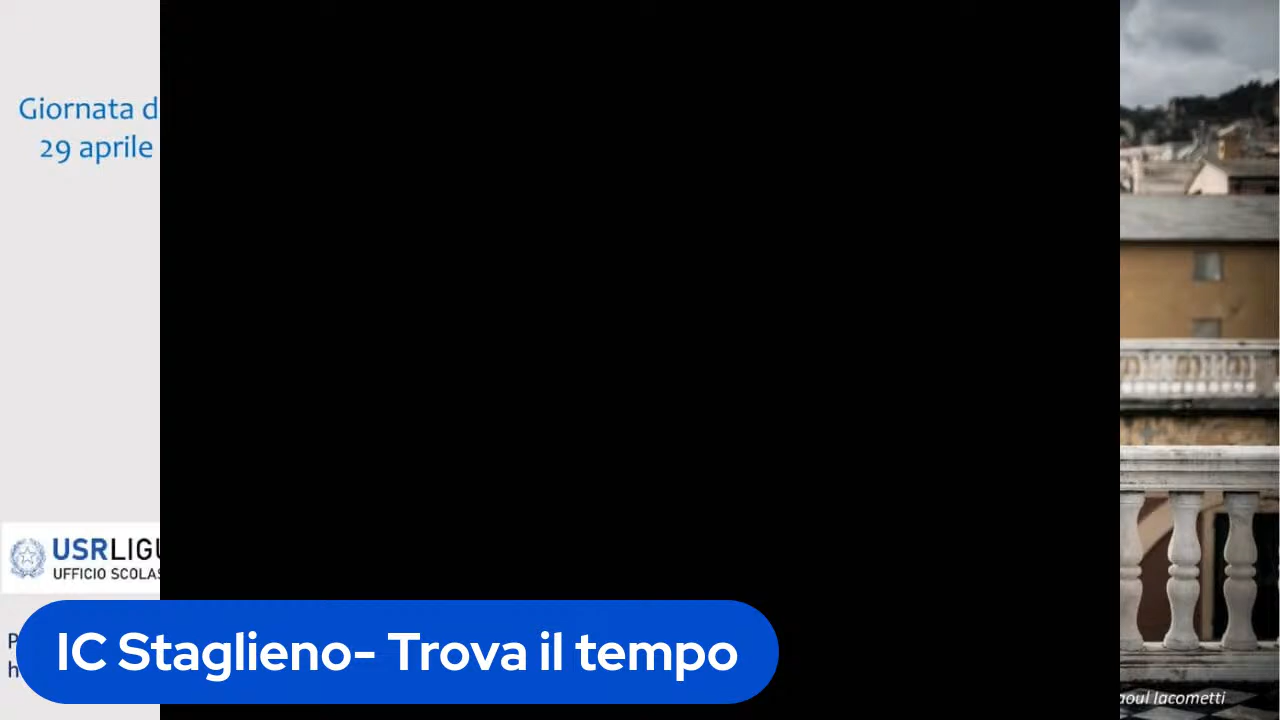 Giornata d
29 aprile
USRLIGU
UFFICIO SCOLAS
IC Staglieno- Trova il tempo
aoul Iacometti